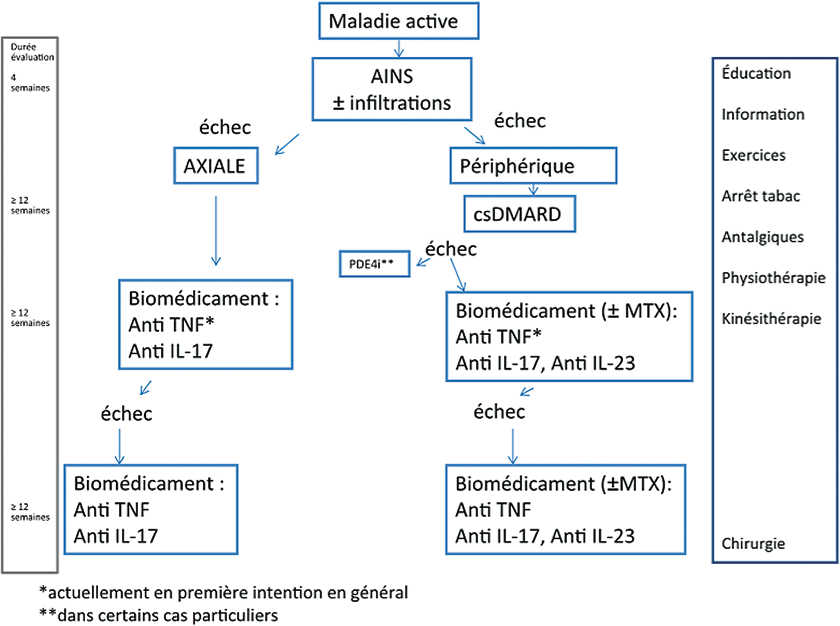 Maladie active
Durée
évaluation
4
semaines
AINS
± infiltrations
échec
échec
AXIALE
Périphérique
≥ 12
semaines
csDMARD
échec
PDE4i**
≥ 12
semaines
Biomédicament :
Anti TNF*
Anti IL-17
Biomédicament (± MTX):
Anti TNF*
Anti IL-17, Anti IL-23
échec
échec
≥ 12
semaines
Biomédicament :
Anti TNF
Anti IL-17
Biomédicament (±MTX):
Anti TNF
Anti IL-17, Anti IL-23
Éducation
Information
Exercices
Arrêt tabac
Antalgiques
Physiothérapie
Kinésithérapie
Chirurgie
*actuellement en première intention en général
**dans certains cas particuliers